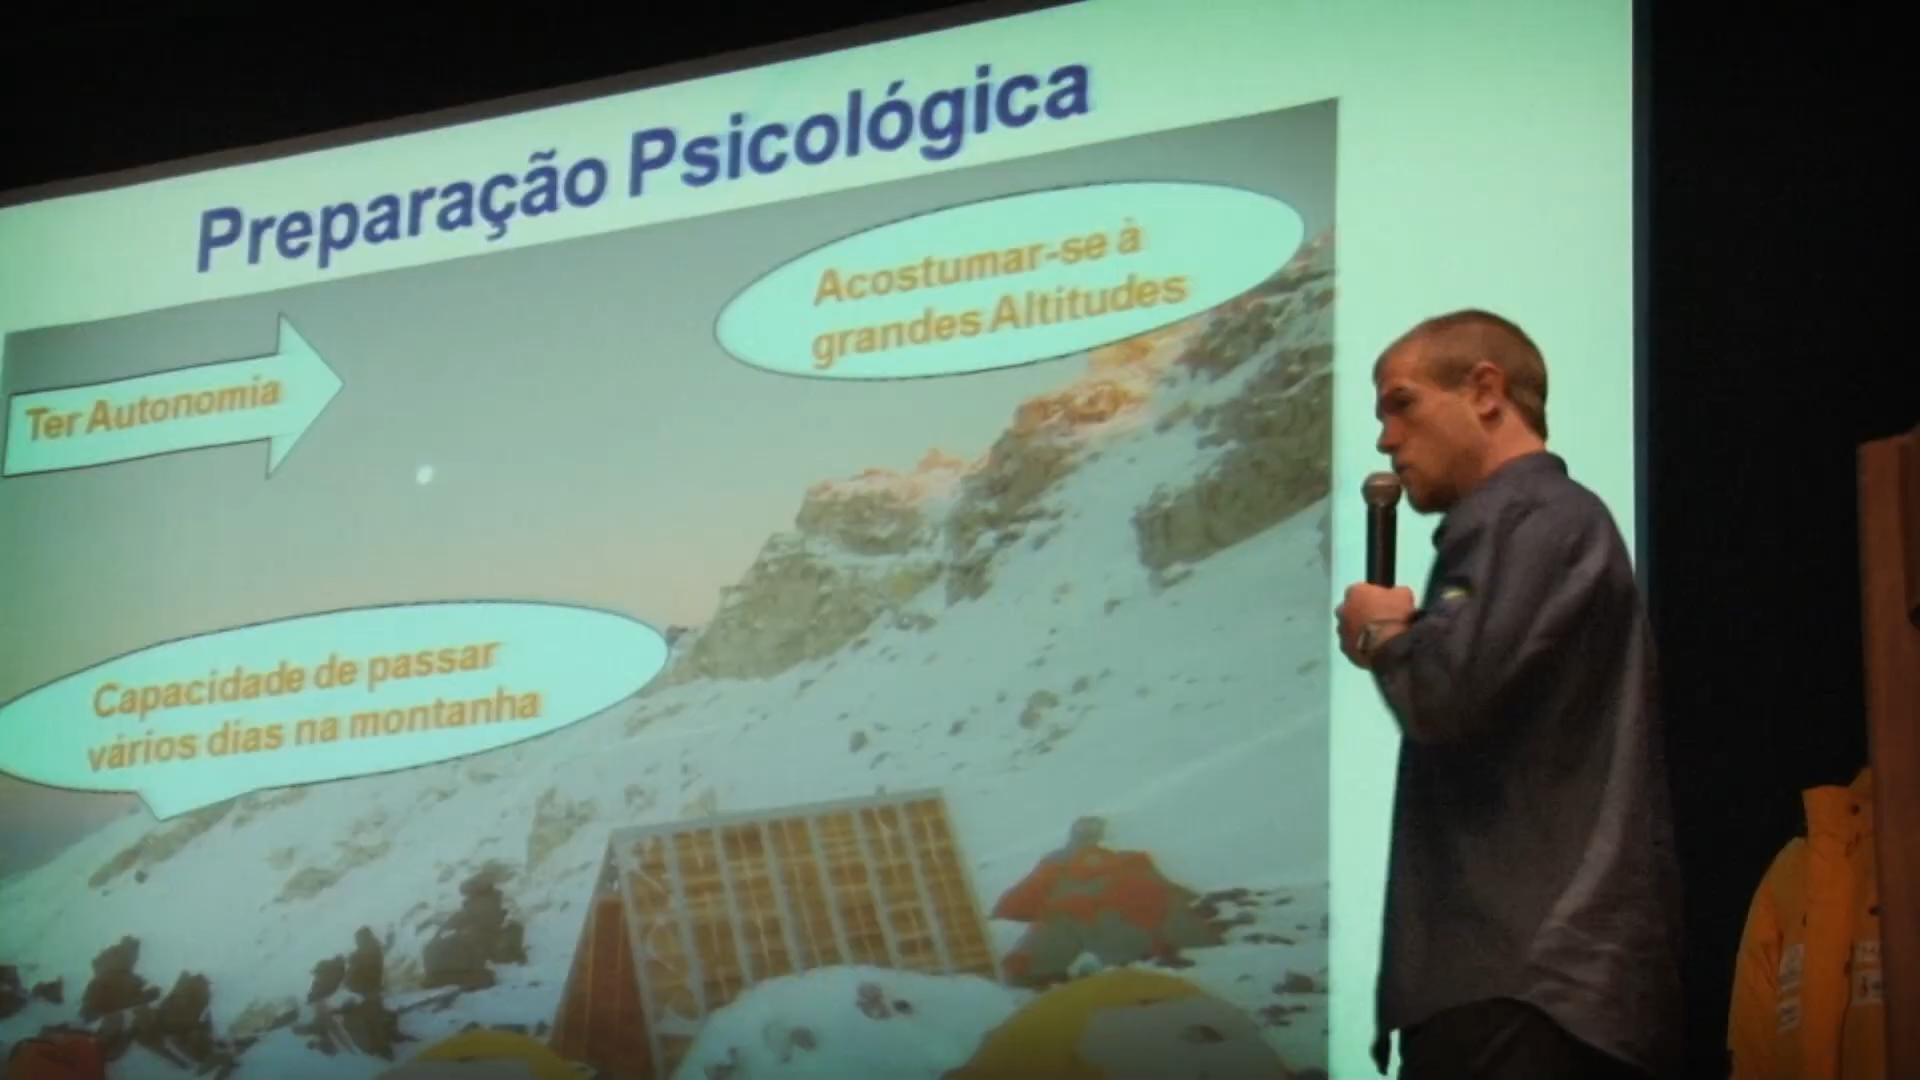 Preparação Psicológica
Acostumar-se à
grandes Altitudes
Ter Autonomia
Capacidade de passar
vários dias na montanha